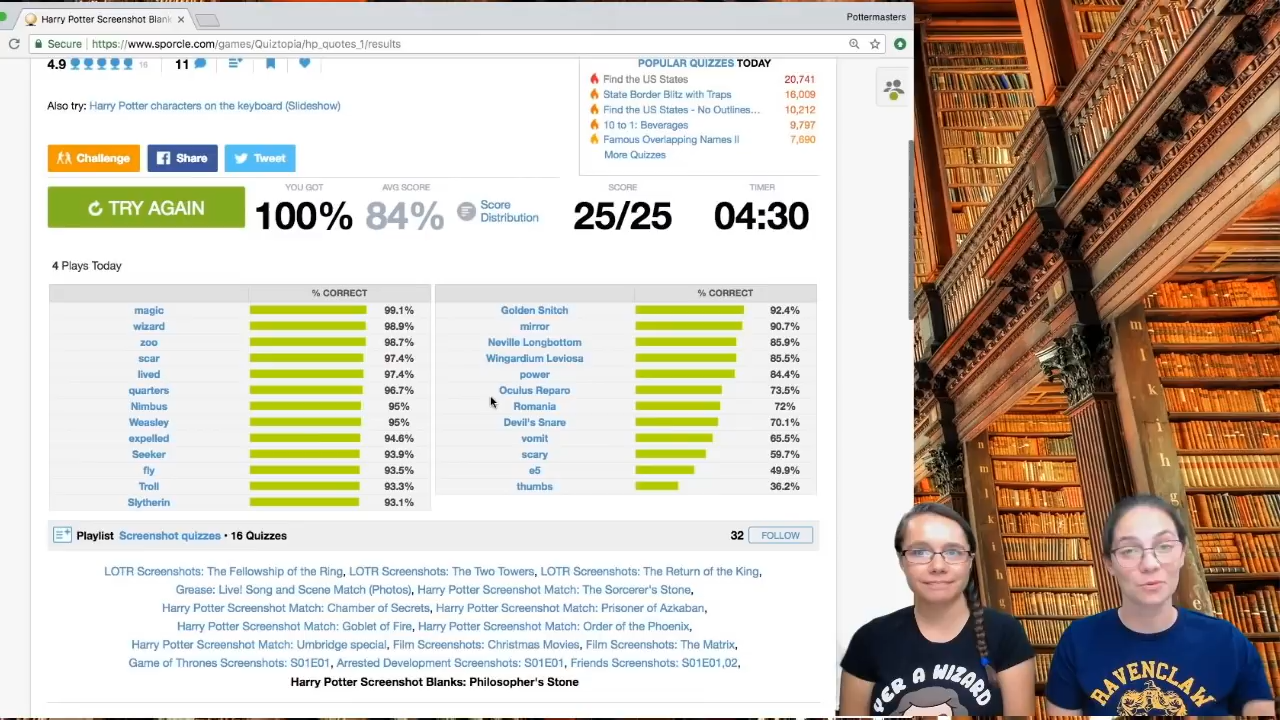 Harry Potter Screenshot Blank
Pottermasters
Secure https://www.sporcle.com/games/Quiztopia/hp_quotes_1/results
4.9 16 11
POPULAR QUIZZES TODAY
Find the US States 20,741
State Border Blitz with Traps 16,009
Find the US States - No Outlines... 10,212
10 to 1: Beverages 9,797
Famous Overlapping Names II 7,690
More Quizzes
Also try: Harry Potter characters on the keyboard (Slideshow)
Challenge Share Tweet
TRY AGAIN
YOU GOT AVG SCORE SCORE TIMER
100% 84% Score Distribution 25/25 04:30
4 Plays Today
% CORRECT
magic 99.1%
wizard 98.9%
zoo 98.7%
scar 97.4%
lived 97.4%
quarters 96.7%
Nimbus 95%
Weasley 95%
expelled 94.6%
Seeker 93.9%
fly 93.5%
Troll 93.3%
Slytherin 93.1%
% CORRECT
Golden Snitch 92.4%
mirror 90.7%
Neville Longbottom 85.9%
Wingardium Leviosa 85.5%
power 84.4%
Oculus Reparo 73.5%
Romania 72%
Devil's Snare 70.1%
vomit 65.5%
scary 59.7%
e5 49.9%
thumbs 36.2%
Playlist Screenshot quizzes • 16 Quizzes 32 FOLLOW
LOTR Screenshots: The Fellowship of the Ring, LOTR Screenshots: The Two Towers, LOTR Screenshots: The Return of the King,
Grease: Live! Song and Scene Match (Photos), Harry Potter Screenshot Match: The Sorcerer's Stone,
Harry Potter Screenshot Match: Chamber of Secrets, Harry Potter Screenshot Match: Prisoner of Azkaban,
Harry Potter Screenshot Match: Goblet of Fire, Harry Potter Screenshot Match: Order of the Phoenix,
Harry Potter Screenshot Match: Umbridge special, Film Screenshots: Christmas Movies, Film Screenshots: The Matrix,
Game of Thrones Screenshots: S01E01, Arrested Development Screenshots: S01E01, Friends Screenshots: S01E01,02,
Harry Potter Screenshot Blanks: Philosopher's Stone
YER A WIZARD
RAVENCLAW
m
l
k
i
h